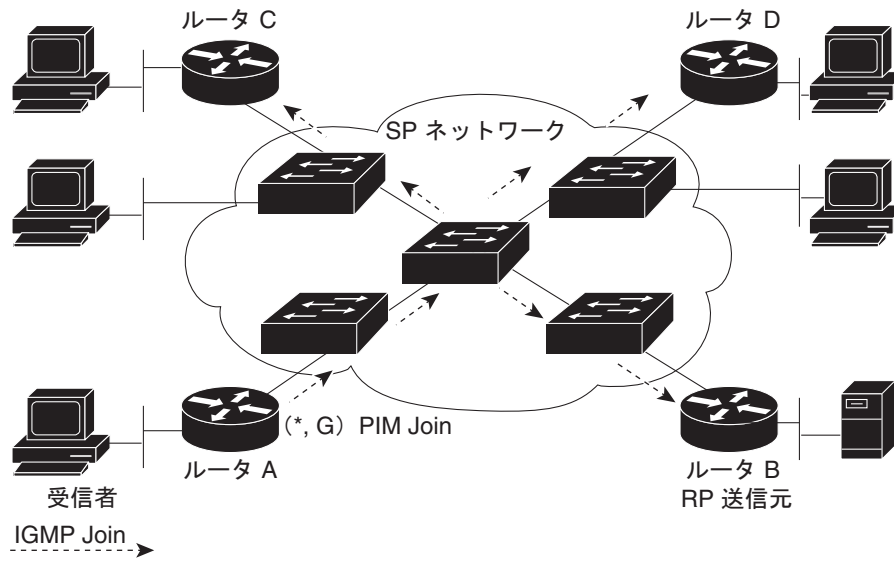 ルータ C
ルータ D
SP ネットワーク
(*, G) PIM Join
ルータ A
ルータ B
受信者
RP 送信元
IGMP Join